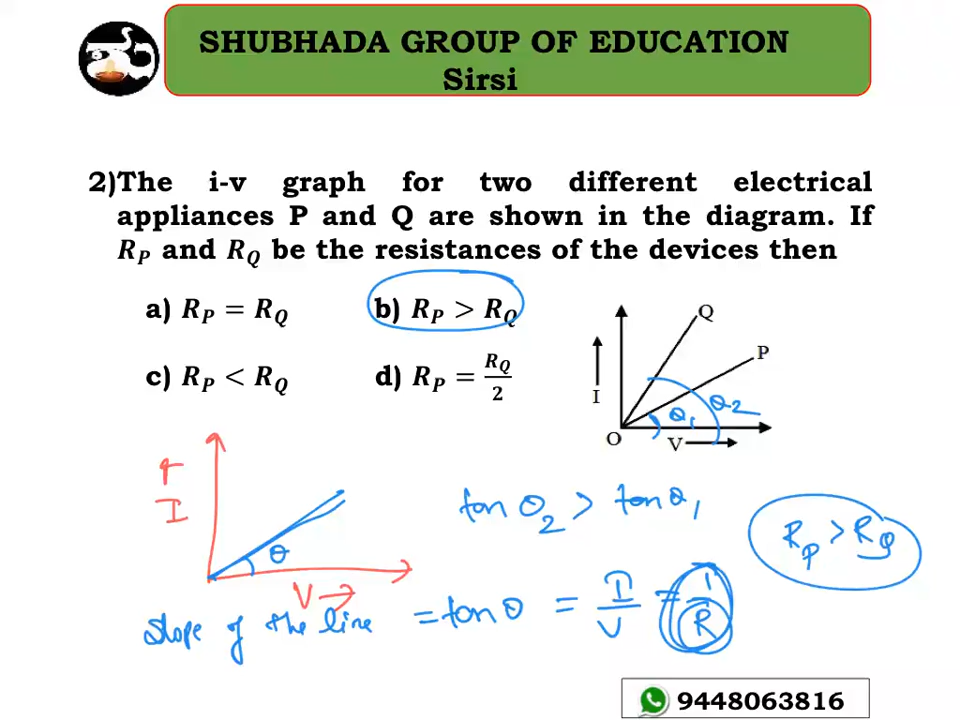 SHUBHADA GROUP OF EDUCATION
Sirsi
2)The i-v graph for two different electrical
appliances P and Q are shown in the diagram. If
R_P and R_Q be the resistances of the devices then
a) R_P = R_Q
b) R_P > R_Q
c) R_P < R_Q
d) R_P = R_Q/2
Q
P
I
O
V
θ1
θ2
I
θ
V
tan θ2 > tan θ1
Rp > RQ
slope of the line = tan θ = I/V = 1/R
9448063816